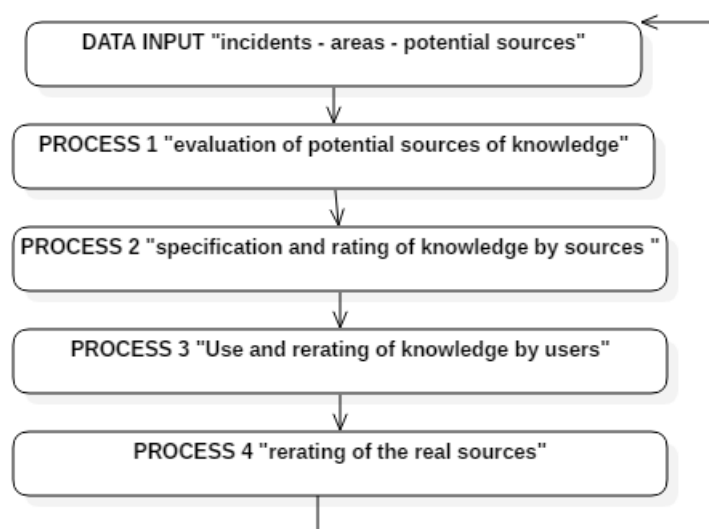 DATA INPUT "incidents - areas - potential sources"
PROCESS 1 "evaluation of potential sources of knowledge"
PROCESS 2 "specification and rating of knowledge by sources "
PROCESS 3 "Use and rerating of knowledge by users"
PROCESS 4 "rerating of the real sources"